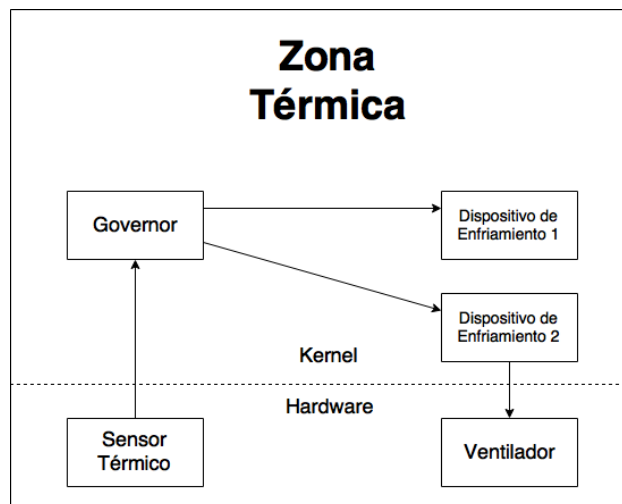 Zona
Térmica
Governor
Dispositivo de
Enfriamiento 1
Dispositivo de
Enfriamiento 2
Kernel
Hardware
Sensor
Térmico
Ventilador